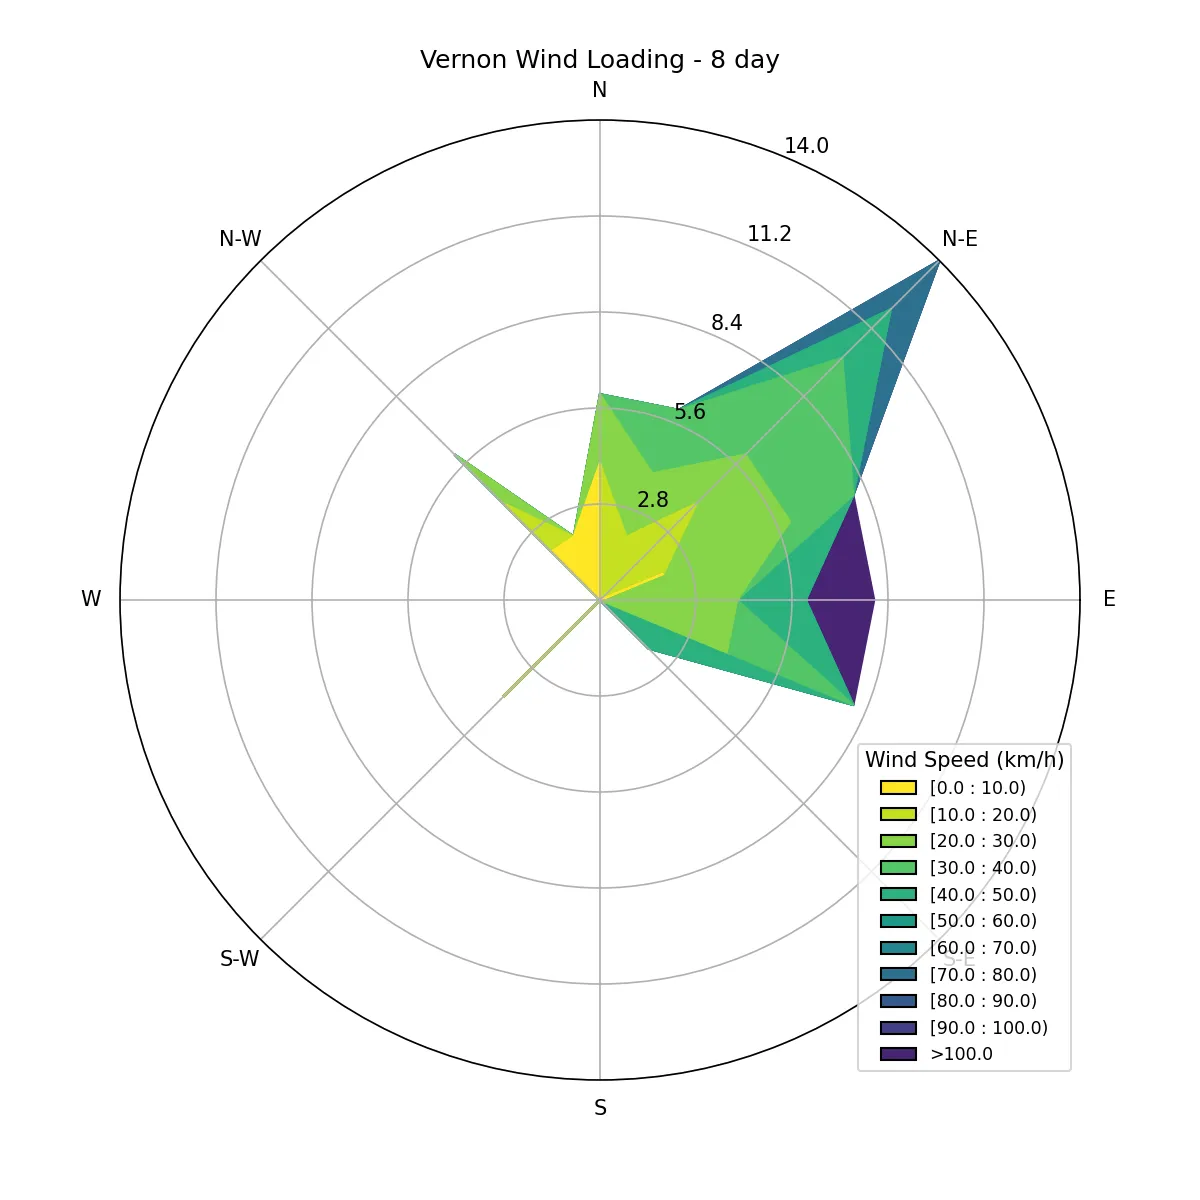 Vernon Wind Loading - 8 day
N
14.0
11.2
N-W
N-E
8.4
5.6
2.8
W
E
Wind Speed (km/h)
[0.0 : 10.0)
[10.0 : 20.0)
[20.0 : 30.0)
[30.0 : 40.0)
[40.0 : 50.0)
[50.0 : 60.0)
[60.0 : 70.0)
[70.0 : 80.0)
[80.0 : 90.0)
[90.0 : 100.0)
>100.0
S-W
S-E
S